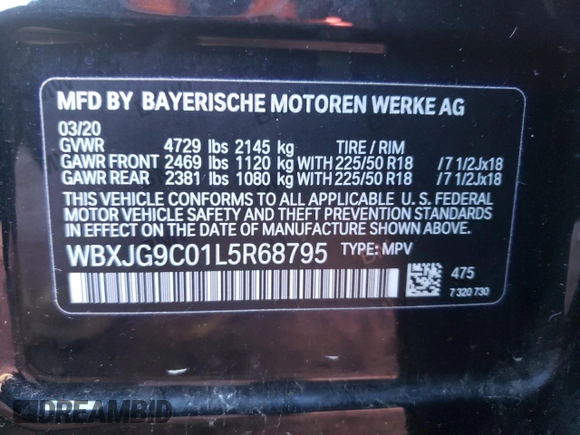 MFD BY BAYERISCHE MOTOREN WERKE AG
03/20
GVWR 4729 lbs 2145 kg TIRE / RIM
GAWR FRONT 2469 lbs 1120 kg WITH 225/50 R18 /7 1/2Jx18
GAWR REAR 2381 lbs 1080 kg WITH 225/50 R18 /7 1/2Jx18
THIS VEHICLE CONFORMS TO ALL APPLICABLE U. S. FEDERAL
MOTOR VEHICLE SAFETY AND THEFT PREVENTION STANDARDS
IN EFFECT ON THE DATE OF MANUFACTURE SHOWN ABOVE.
WBXJG9C01L5R68795 TYPE: MPV
475
7 320 730
DREAMBID